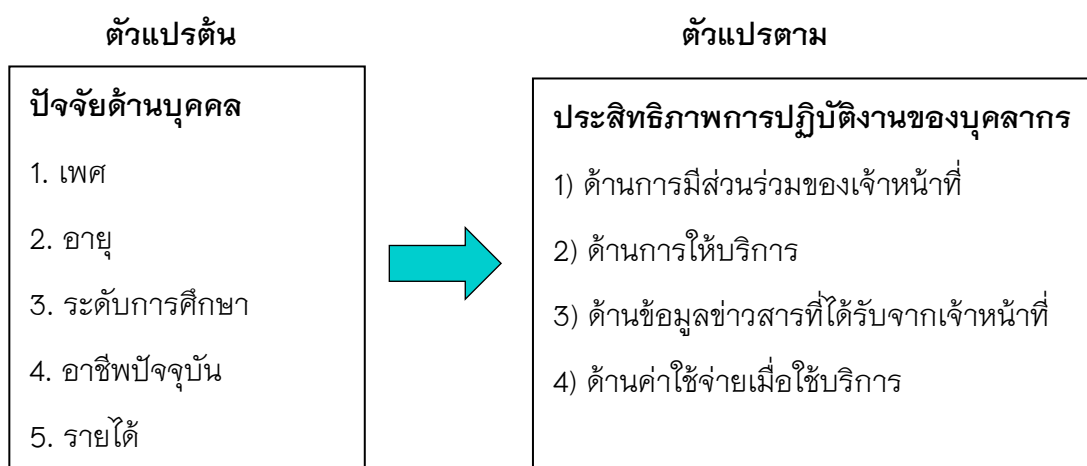 ตัวแปรต้น
ตัวแปรตาม
ปัจจัยด้านบุคคล
1. เพศ
2. อายุ
3. ระดับการศึกษา
4. อาชีพปัจจุบัน
5. รายได้
ประสิทธิภาพการปฏิบัติงานของบุคลากร
1) ด้านการมีส่วนร่วมของเจ้าหน้าที่
2) ด้านการให้บริการ
3) ด้านข้อมูลข่าวสารที่ได้รับจากเจ้าหน้าที่
4) ด้านค่าใช้จ่ายเมื่อใช้บริการ